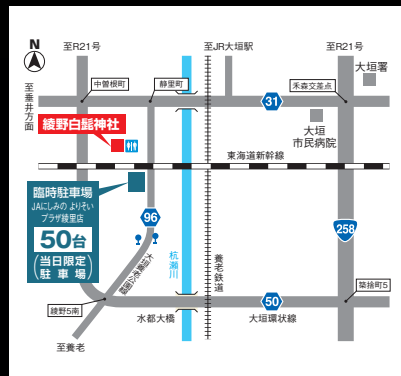 N
至R21号
至JR大垣駅
至R21号
大垣署
至垂井方面
中曽根町
静里町
禾森交差点
31
綾野白髭神社
大垣
市民病院
東海道新幹線
臨時駐車場
JAにしみの よりそい
プラザ綾里店
50台
(当日限定
駐車場)
96
杭瀬川
養老鉄道
258
大垣養老公園線
50
築捨町5
綾野5南
水都大橋
大垣環状線
至養老